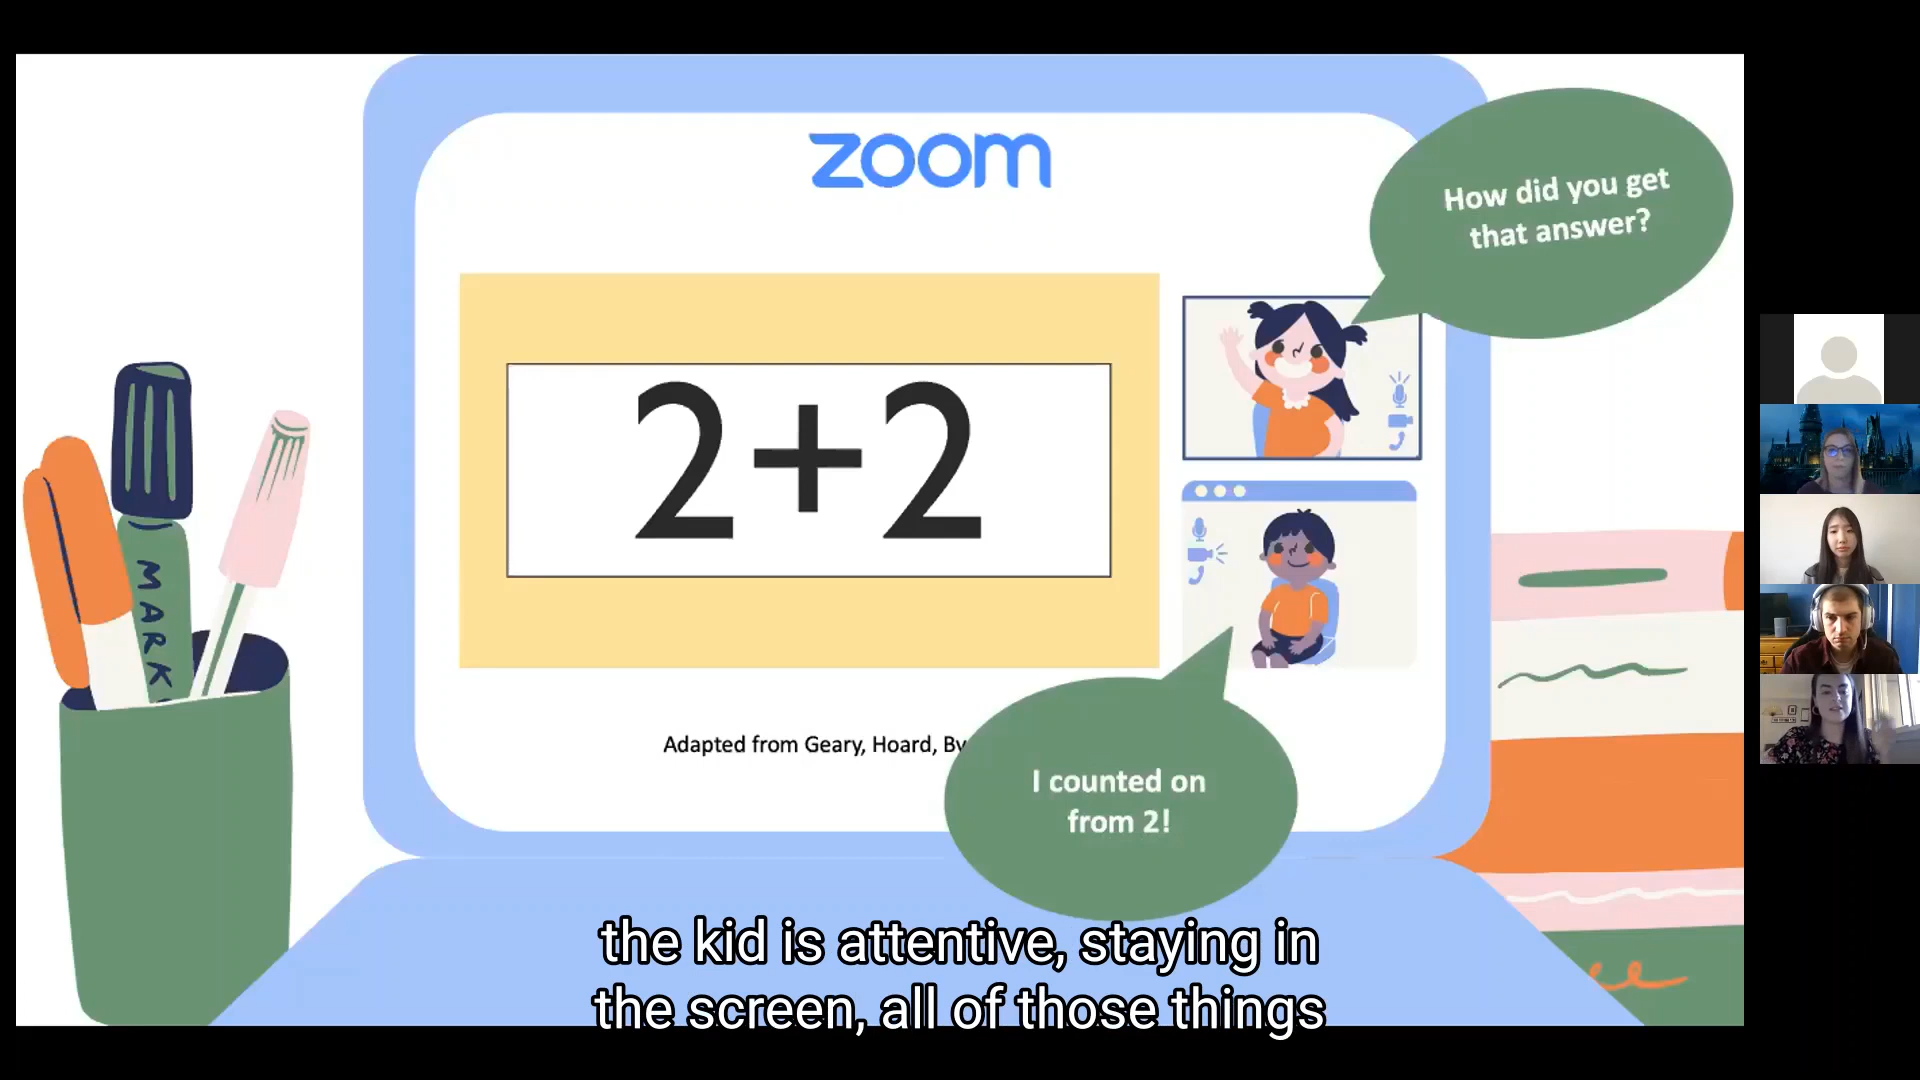 zoom
How did you get
that answer?
2+2
MARK
Adapted from Geary, Hoard, By
I counted on
from 2!
the kid is attentive, staying in
the screen, all of those things